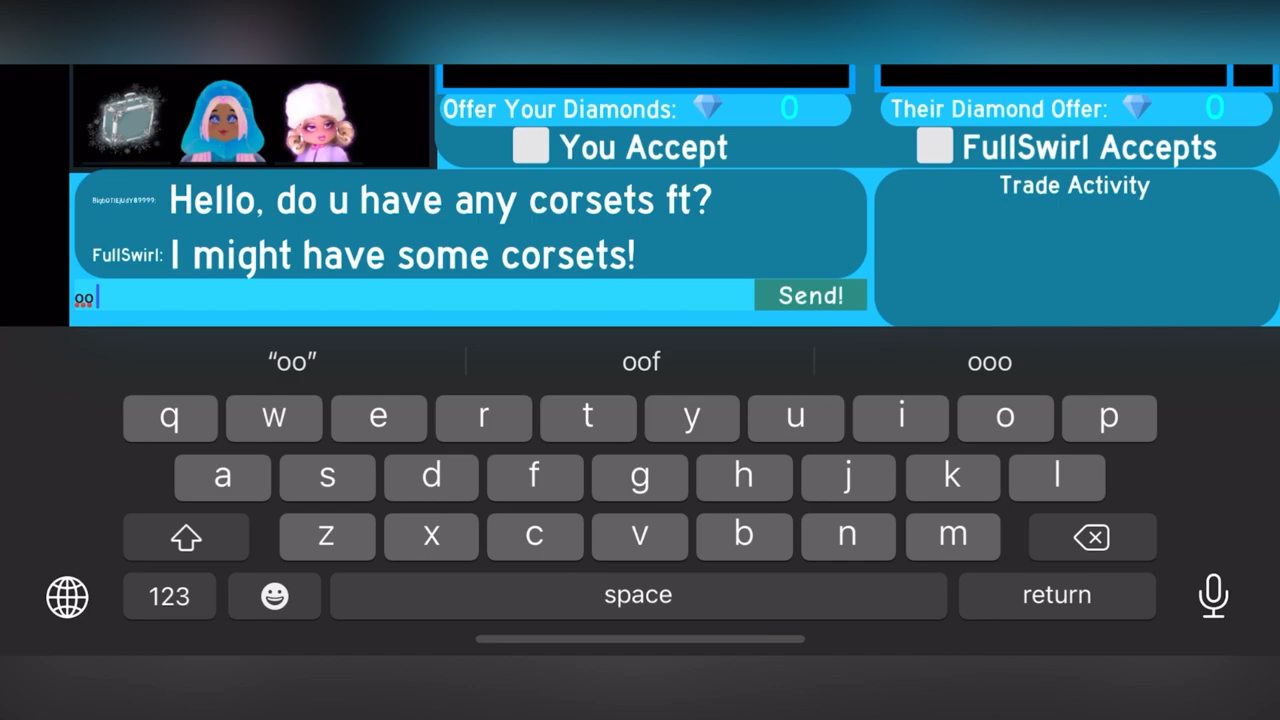 Offer Your Diamonds: 0
Their Diamond Offer: 0
You Accept
FullSwirl Accepts
Hello, do u have any corsets ft?
FullSwirl: I might have some corsets!
Trade Activity
oo
Send!
“oo” oof ooo
q w e r t y u i o p
a s d f g h j k l
z x c v b n m
123 space return